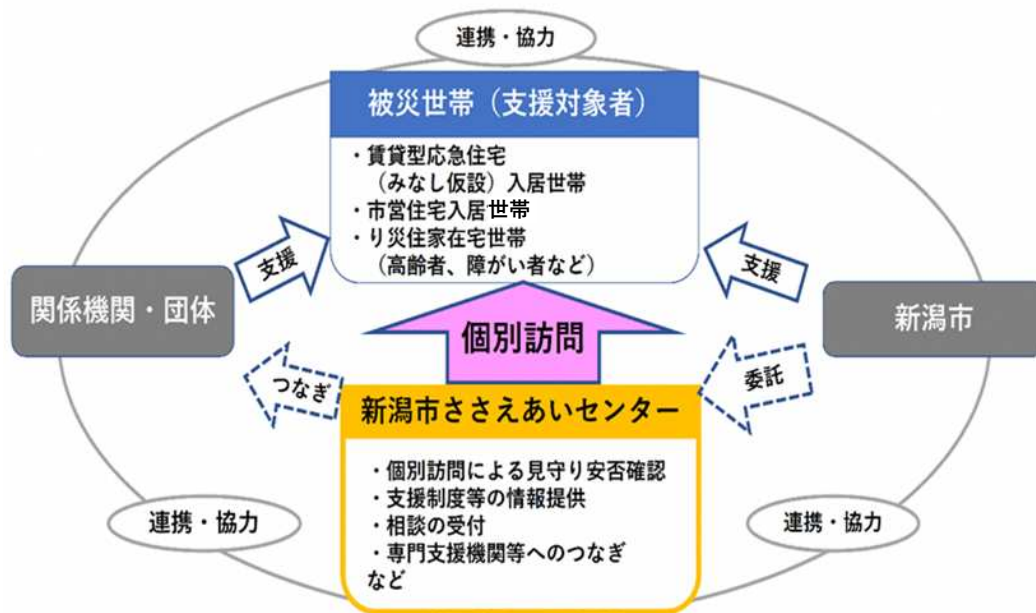 連携・協力
被災世帯（支援対象者）
・賃貸型応急住宅
（みなし仮設）入居世帯
・市営住宅入居世帯
・り災住家在宅世帯
（高齢者、障がい者など）
支援
支援
関係機関・団体
新潟市
個別訪問
つなぎ
委託
新潟市ささえあいセンター
・個別訪問による見守り安否確認
・支援制度等の情報提供
・相談の受付
・専門支援機関等へのつなぎ
など
連携・協力
連携・協力